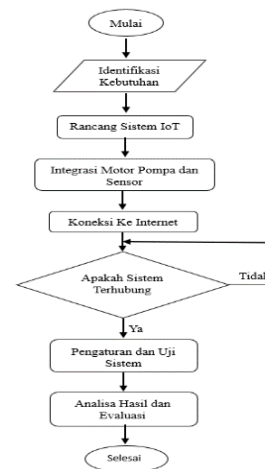 Mulai
Identifikasi
Kebutuhan
Rancang Sistem IoT
Integrasi Motor Pompa dan
Sensor
Koneksi Ke Internet
Apakah Sistem
Terhubung
Tidak
Ya
Pengaturan dan Uji
Sistem
Analisa Hasil dan
Evaluasi
Selesai